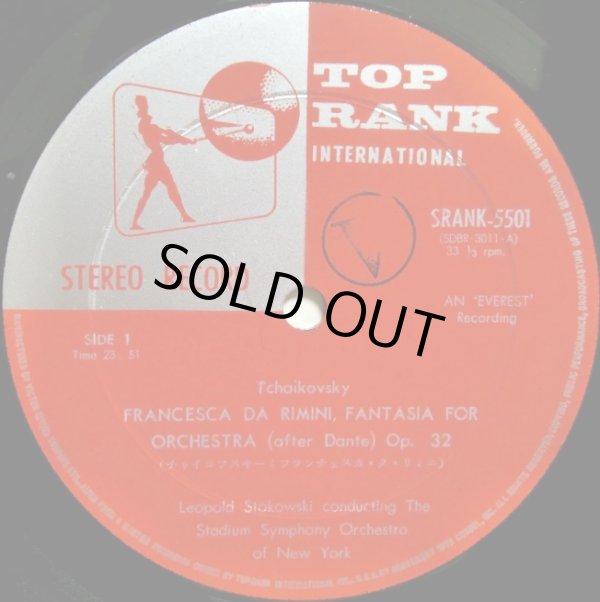 TOP
RANK
INTERNATIONAL
SRANK-5501
(SDBR-3011-A)
33 ⅓ rpm.
STEREO RECORD
SOLD OUT
AN 'EVEREST'
Recording
SIDE 1
Time 23 . 51
Tchaikovsky
FRANCESCA DA RIMINI, FANTASIA FOR
ORCHESTRA (after Dante) Op. 32
(チャイコフスキー:フランチェスカ・ダ・リミニ)
Leopold Stokowski conducting The
Stadium Symphony Orchestra
of New York